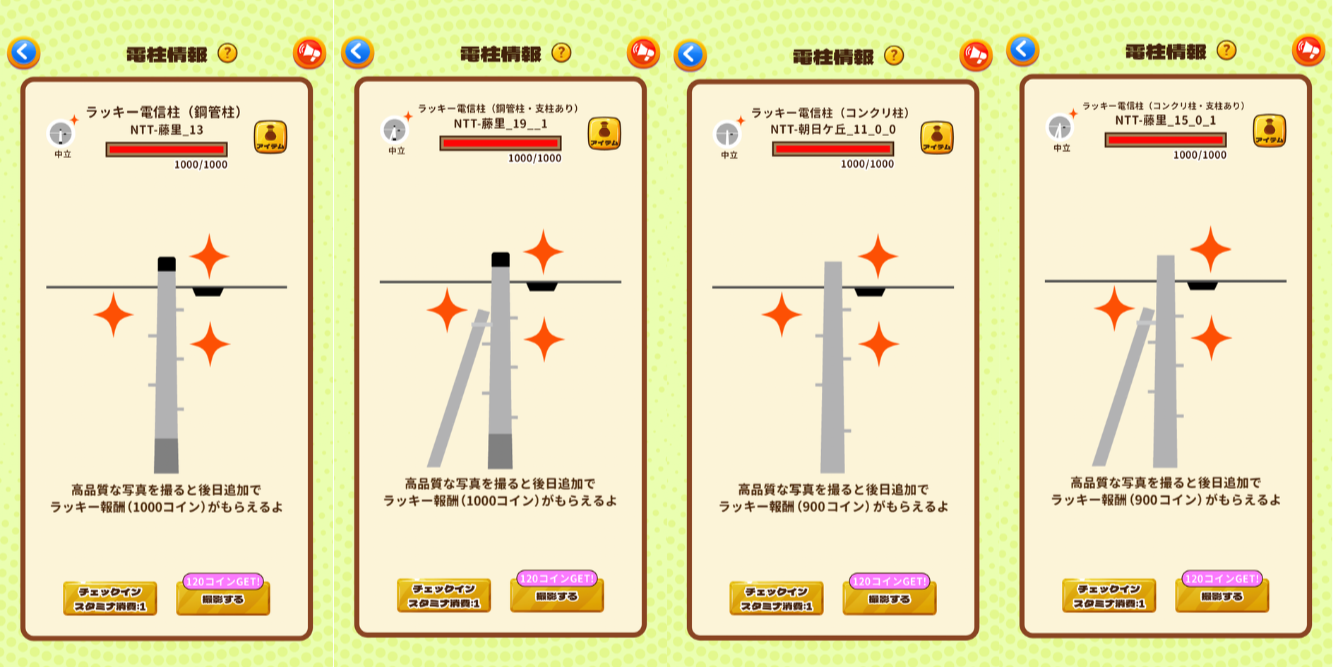 電柱情報 ?
ラッキー電信柱（鋼管柱）
NTT-藤里_13
中立
アイテム
1000/1000
高品質な写真を撮ると後日追加で
ラッキー報酬（1000コイン）がもらえるよ
120コインGET!
チェックイン
スタミナ消費:1
撮影する
電柱情報 ?
ラッキー電信柱（鋼管柱・支柱あり）
NTT-藤里_19__1
中立
アイテム
1000/1000
高品質な写真を撮ると後日追加で
ラッキー報酬（1000コイン）がもらえるよ
120コインGET!
チェックイン
スタミナ消費:1
撮影する
電柱情報 ?
ラッキー電信柱（コンクリ柱）
NTT-朝日ケ丘_11_0_0
中立
アイテム
1000/1000
高品質な写真を撮ると後日追加で
ラッキー報酬（900コイン）がもらえるよ
120コインGET!
チェックイン
スタミナ消費:1
撮影する
電柱情報 ?
ラッキー電信柱（コンクリ柱・支柱あり）
NTT-藤里_15_0_1
中立
アイテム
1000/1000
高品質な写真を撮ると後日追加で
ラッキー報酬（900コイン）がもらえるよ
120コインGET!
チェックイン
スタミナ消費:1
撮影する